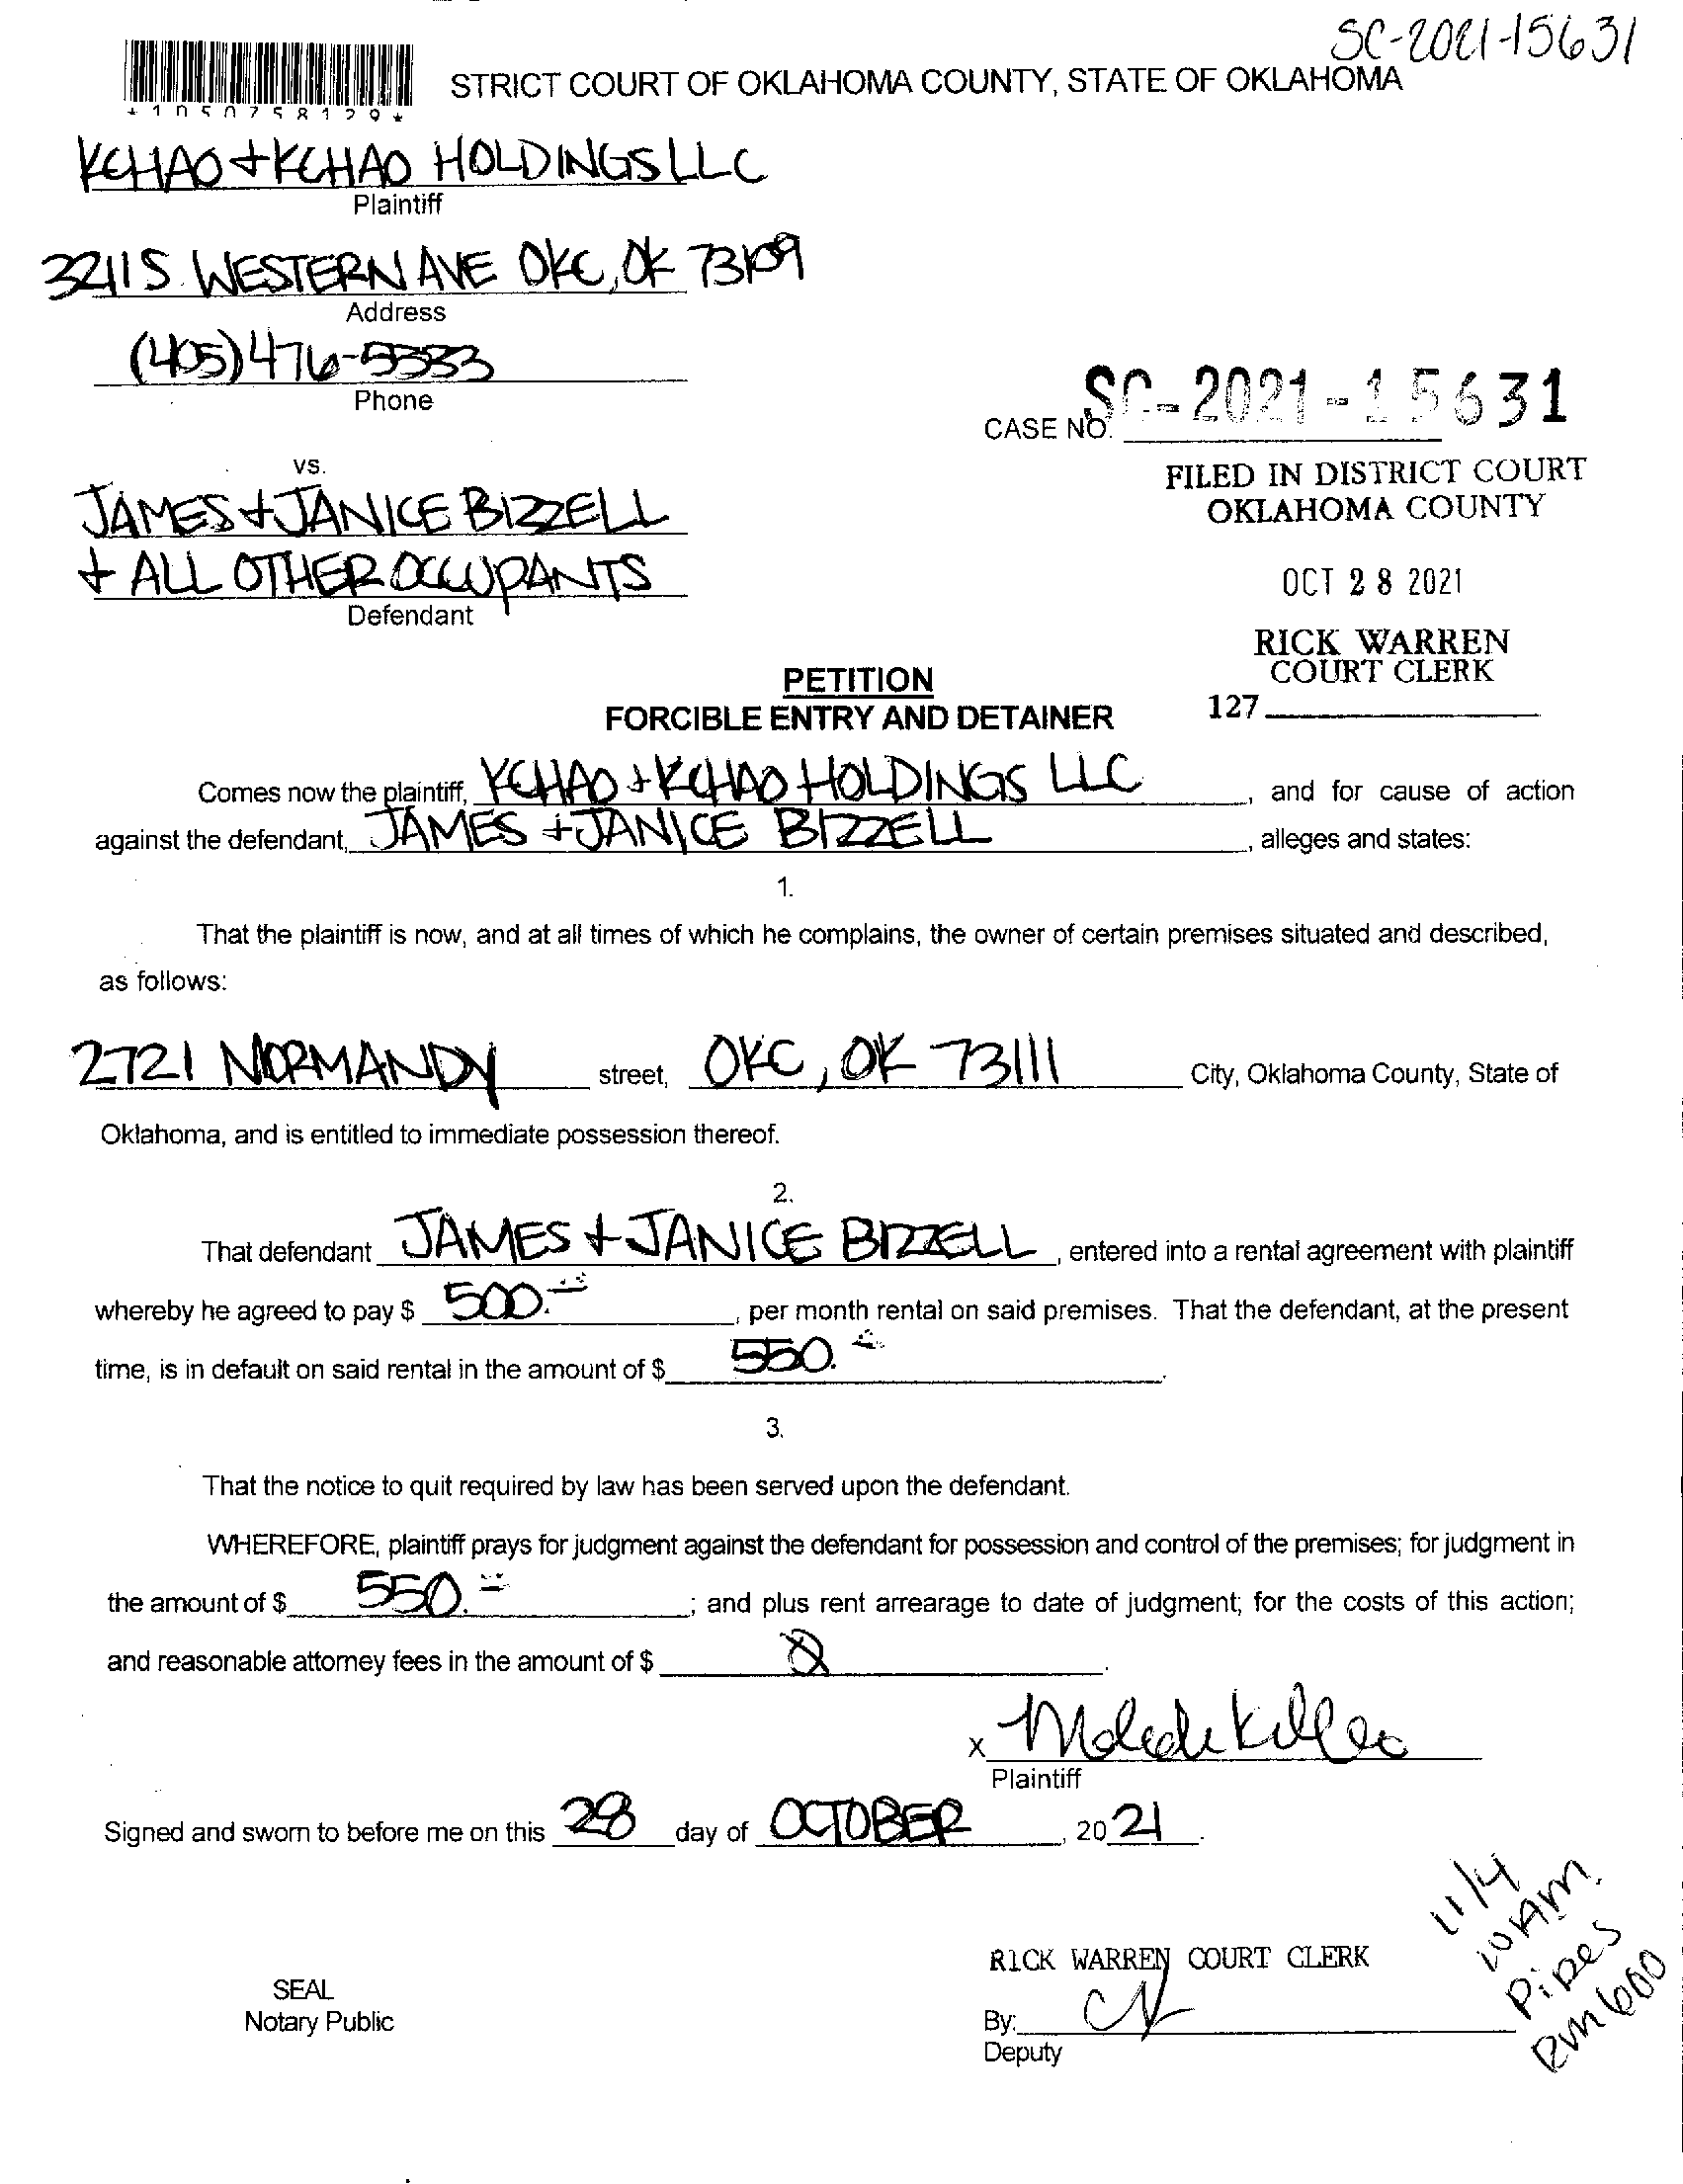 SC-2021-15631
STRICT COURT OF OKLAHOMA COUNTY, STATE OF OKLAHOMA
*1050758129*
KCHAO + KCHAO HOLDINGS LLC
Plaintiff
3211 S. WESTERN AVE OKC, OK 73109
Address
(405) 476-5333
Phone
CASE NO. SC-2021-15631
vs.
FILED IN DISTRICT COURT
OKLAHOMA COUNTY
JAMES + JANICE BIZZELL
+ ALL OTHER OCCUPANTS
Defendant
OCT 28 2021
RICK WARREN
COURT CLERK
127
PETITION
FORCIBLE ENTRY AND DETAINER
Comes now the plaintiff, KCHAO + KCHAO HOLDINGS LLC, and for cause of action
against the defendant, JAMES + JANICE BIZZELL, alleges and states:
1.
That the plaintiff is now, and at all times of which he complains, the owner of certain premises situated and described,
as follows:
2721 NORMANDY street, OKC, OK 73111 City, Oklahoma County, State of
Oklahoma, and is entitled to immediate possession thereof.
2.
That defendant JAMES + JANICE BIZZELL, entered into a rental agreement with plaintiff
whereby he agreed to pay $ 500.=, per month rental on said premises. That the defendant, at the present
time, is in default on said rental in the amount of $ 550.=.
3.
That the notice to quit required by law has been served upon the defendant.
WHEREFORE, plaintiff prays for judgment against the defendant for possession and control of the premises; for judgment in
the amount of $ 550.=; and plus rent arrearage to date of judgment; for the costs of this action;
and reasonable attorney fees in the amount of $
X
Plaintiff
Signed and sworn to before me on this 28 day of OCTOBER, 2021.
11/4
10 AM
Pipes
Rm 600
RICK WARREN COURT CLERK
SEAL
Notary Public
By:
Deputy